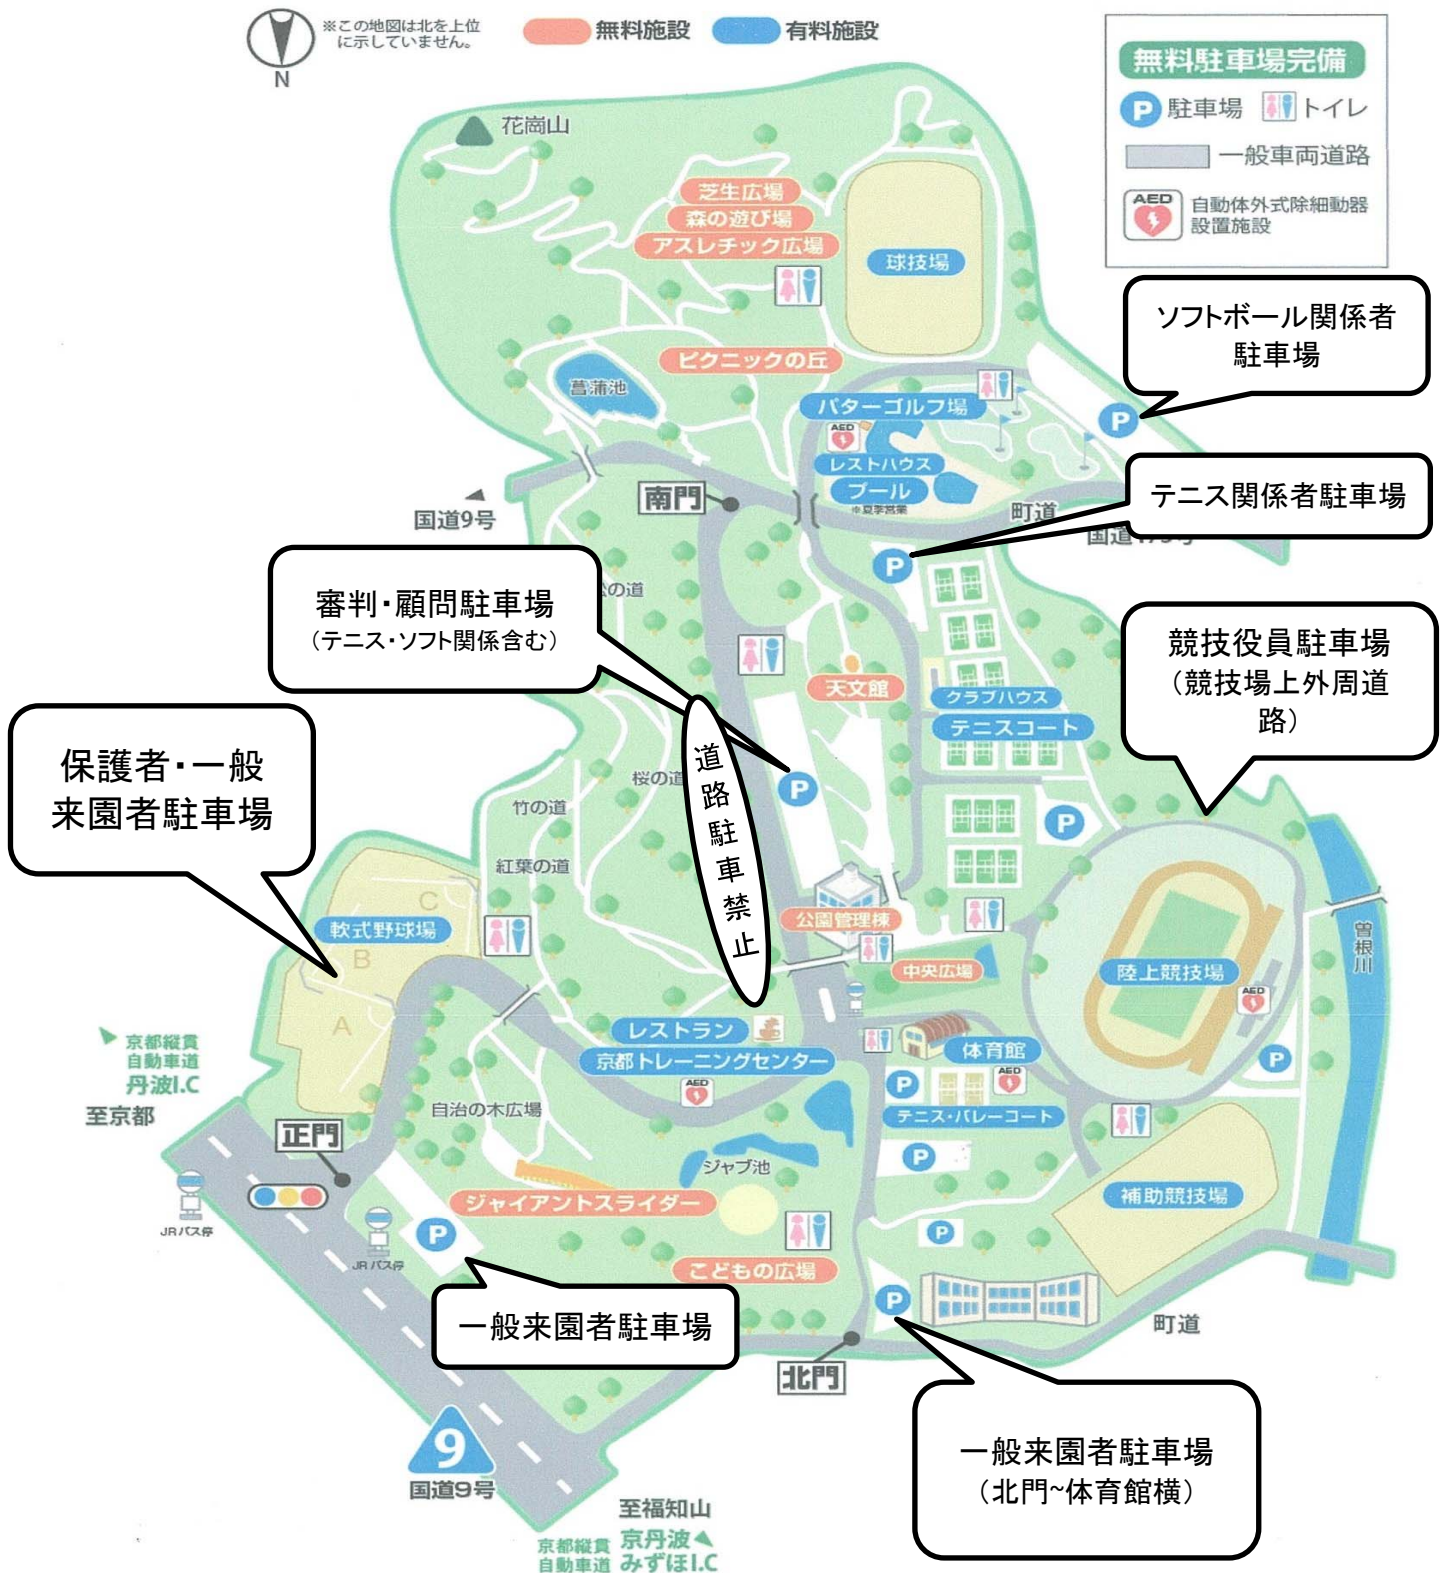 ※この地図は北を上位
に示していません。
N
無料施設
有料施設
無料駐車場完備
P 駐車場
トイレ
一般車両道路
AED
自動体外式除細動器
設置施設
花崗山
芝生広場
森の遊び場
アスレチック広場
球技場
ソフトボール関係者
駐車場
ピクニックの丘
菖蒲池
パターゴルフ場
P
AED
レストハウス
プール
※夏季営業
テニス関係者駐車場
南門
国道9号
町道
P
審判・顧問駐車場
（テニス・ソフト関係含む）
の道
天文館
クラブハウス
テニスコート
競技役員駐車場
（競技場上外周道
路）
保護者・一般
来園者駐車場
道路駐車禁止
桜の道
竹の道
紅葉の道
P
P
公園管理棟
中央広場
軟式野球場
A
B
C
陸上競技場
AED
曽根川
P
京都縦貫
自動車道
丹波I.C
至京都
レストラン
京都トレーニングセンター
AED
体育館
AED
P
テニス・バレーコート
自治の木広場
正門
ジャブ池
P
補助競技場
ジャイアントスライダー
JRバス停
JRバス停
P
P
こどもの広場
一般来園者駐車場
P
町道
北門
一般来園者駐車場
（北門~体育館横）
9
国道9号
至福知山
京都縦貫
自動車道
京丹波
みずほI.C